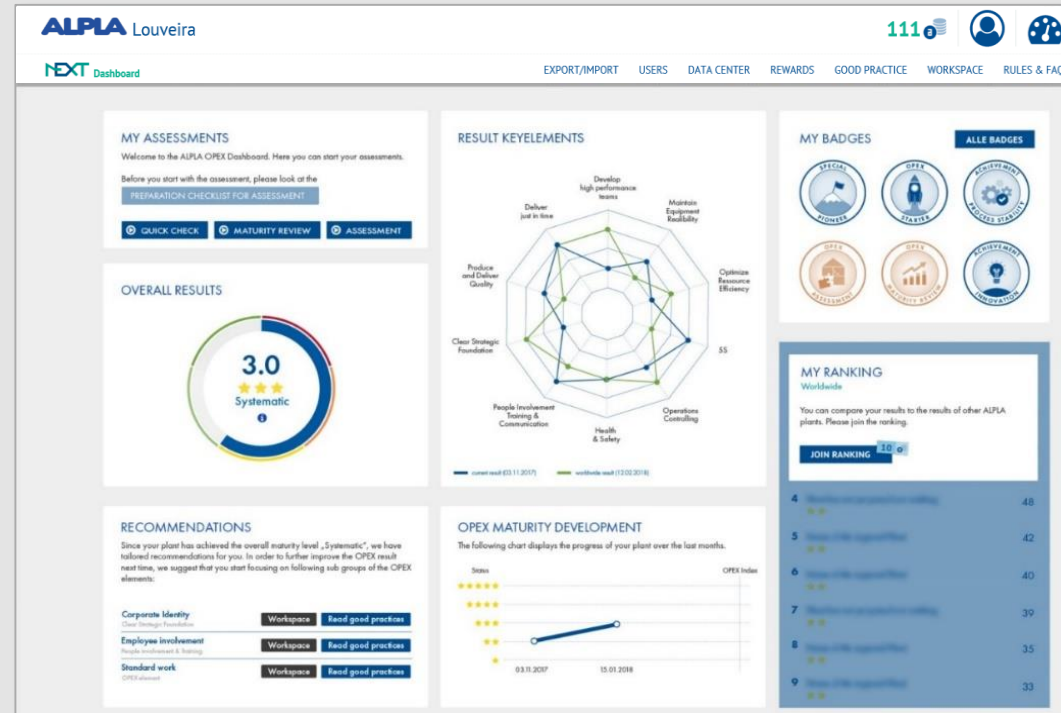 ALPLA Louveira
111
NEXT Dashboard
EXPORT/IMPORT USERS DATA CENTER REWARDS GOOD PRACTICE WORKSPACE RULES & FAQ
MY ASSESSMENTS
Welcome to the ALPLA OPEX Dashboard. Here you can start your assessments.
Before you start with the assessment, please look at the
PREPARATION CHECKLIST FOR ASSESSMENT
QUICK CHECK MATURITY REVIEW ASSESSMENT
OVERALL RESULTS
3.0
Systematic
RESULT KEYELEMENTS
Develop
high performance
teams
Maintain
Equipment
Realibility
Optimize
Ressource
Efficiency
5S
Operations
Controlling
Health
& Safety
People Involvement
Training &
Communication
Clear Strategic
Foundation
Produce
and Deliver
Quality
Deliver
just in time
current result (03.11.2017) worldwide result (12.02.2018)
MY BADGES
ALLE BADGES
SPECIAL
PIONEER
OPEX
STARTER
ACHIEVEMENT
PROCESS STABILITY
OPEX
ASSESSMENT
OPEX
MATURITY REVIEW
ACHIEVEMENT
INNOVATION
MY RANKING
Worldwide
You can compare your results to the results of other ALPLA
plants. Please join the ranking.
JOIN RANKING 10
4 48
5 42
6 40
7 39
8 35
9 33
RECOMMENDATIONS
Since your plant has achieved the overall maturity level „Systematic", we have
tailored recommendations for you. In order to further improve the OPEX result
next time, we suggest that you start focusing on following sub groups of the OPEX
elements:
Corporate Identity
Clear Strategic Foundation
Workspace Read good practices
Employee involvement
People involvement & Training
Workspace Read good practices
Standard work
OPEX element
Workspace Read good practices
OPEX MATURITY DEVELOPMENT
The following chart displays the progress of your plant over the last months.
Status OPEX Index
03.11.2017 15.01.2018